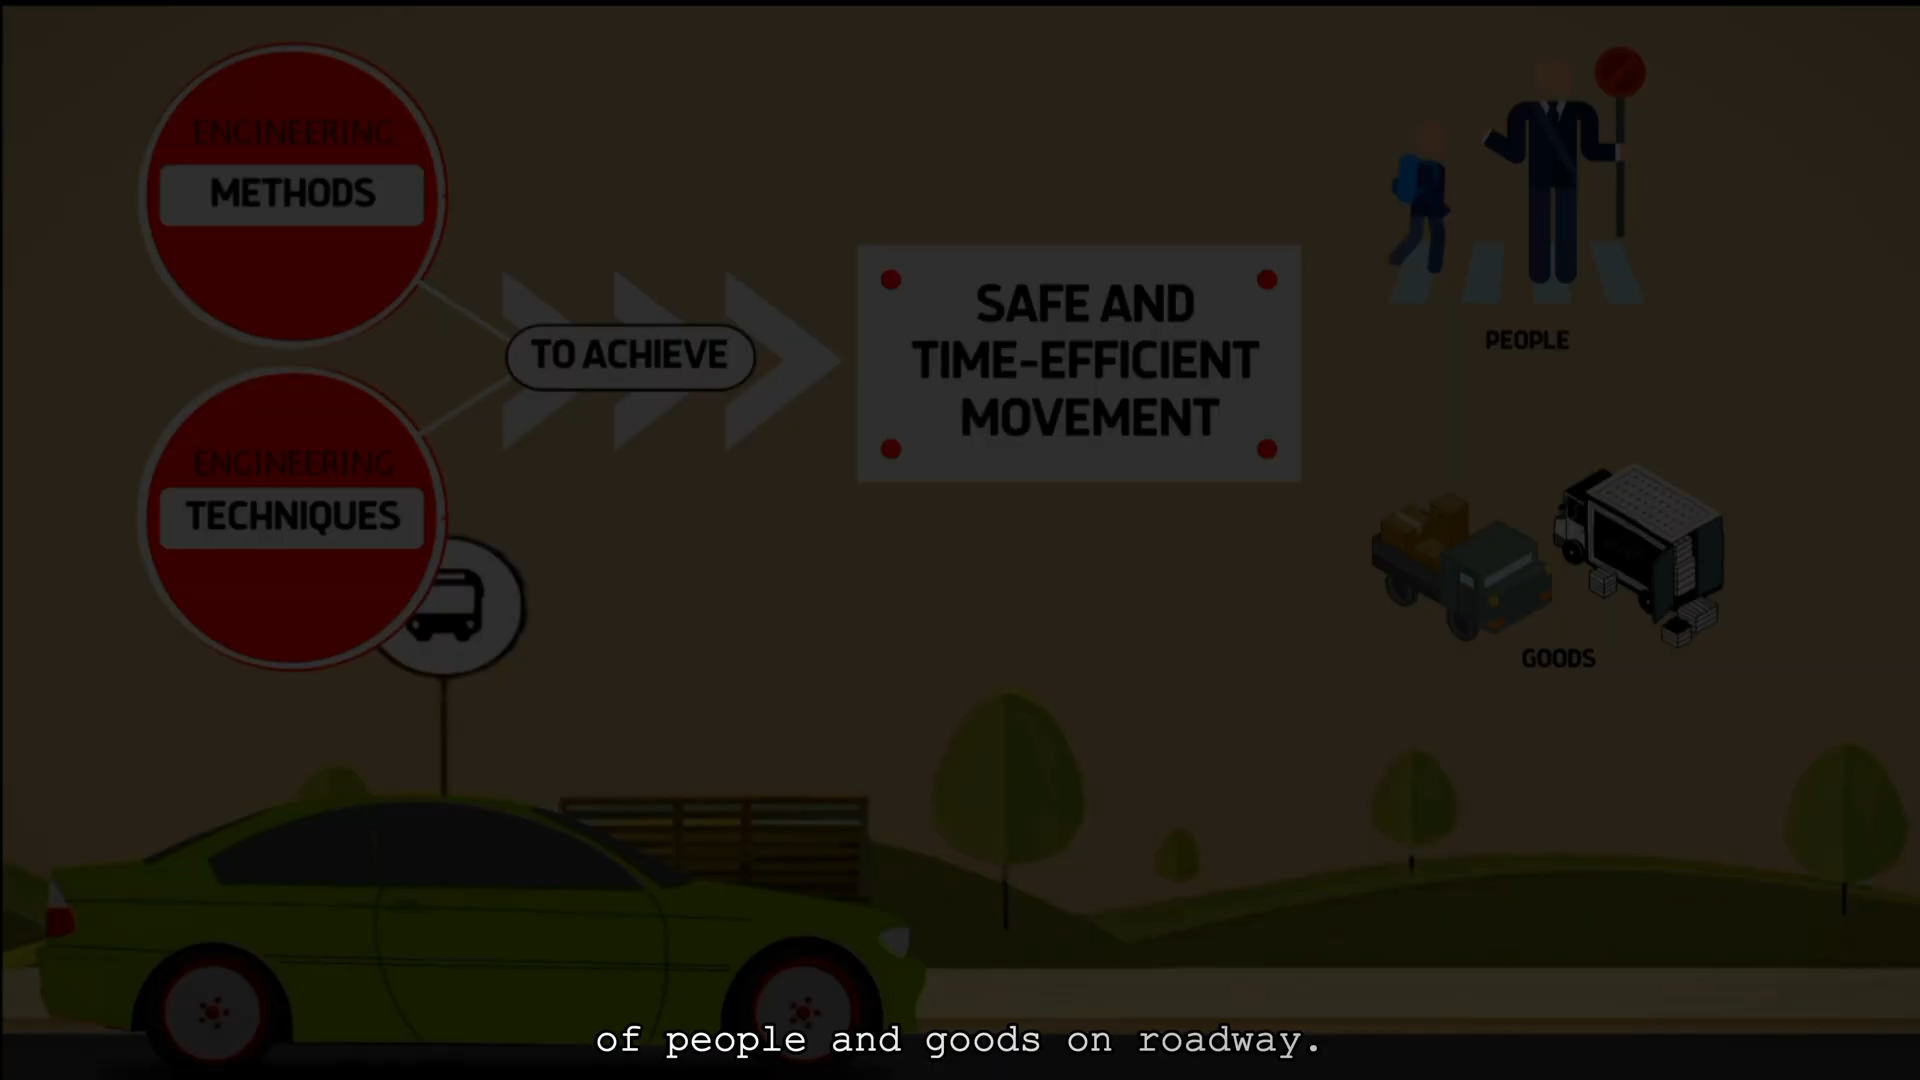 ENGINEERING
METHODS
TO ACHIEVE
ENGINEERING
TECHNIQUES
SAFE AND
TIME-EFFICIENT
MOVEMENT
PEOPLE
GOODS
of people and goods on roadway.